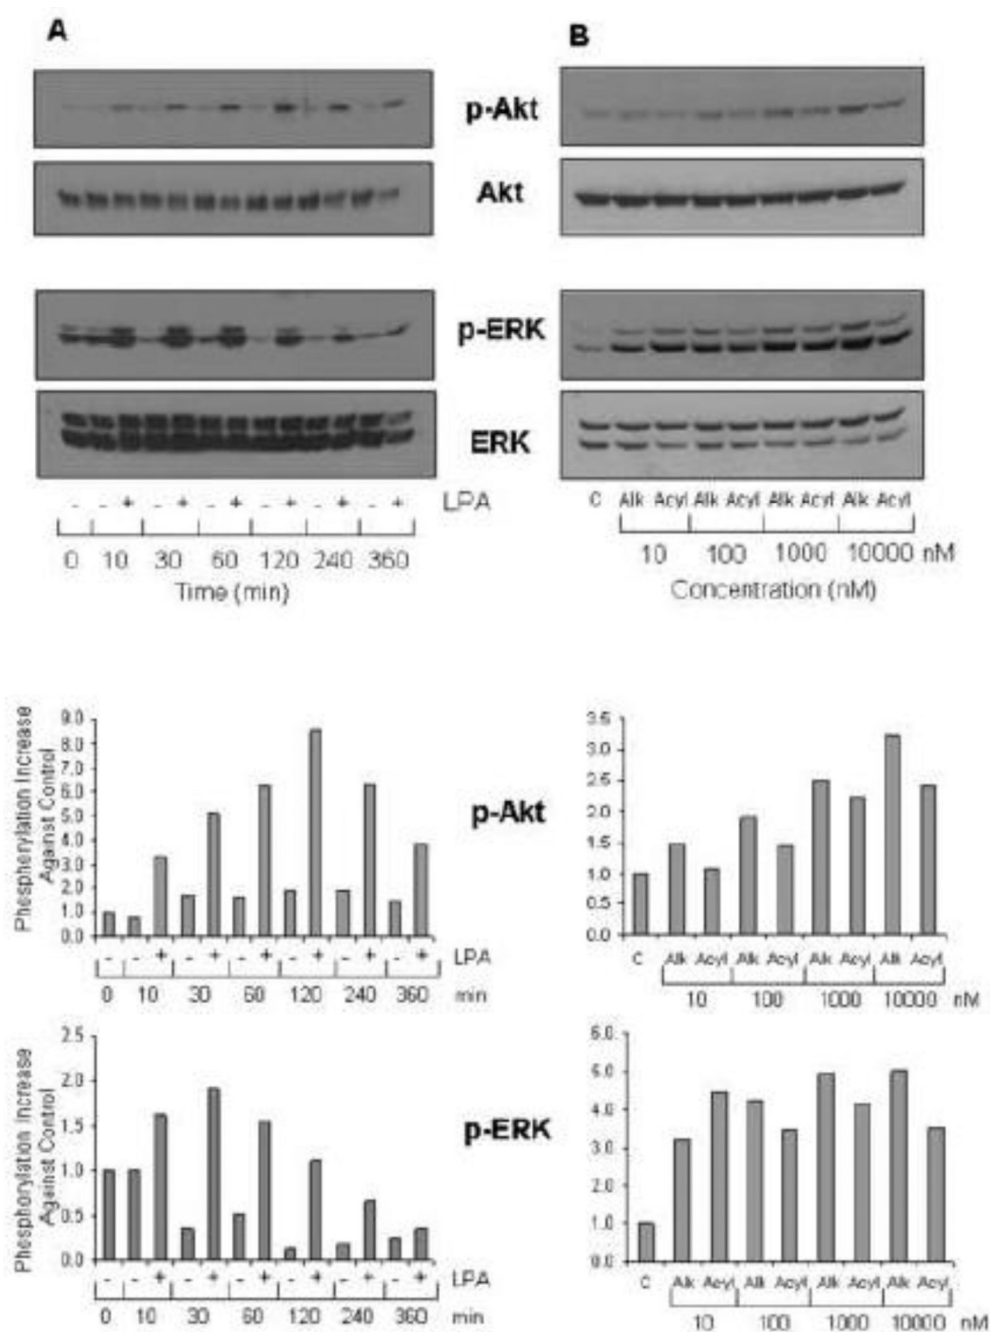 A
B
p-Akt
Akt
p-ERK
ERK
- - + - + - + - + - + - + LPA
0 10 30 60 120 240 360
Time (min)
C Alk Acyl Alk Acyl Alk Acyl Alk Acyl
10 100 1000 10000 nM
Concentration (nM)
Phosphorylation Increase
Against Control
9.0
8.0
7.0
6.0
5.0
4.0
3.0
2.0
1.0
0.0
- - + - + - + - + - + - + LPA
0 10 30 60 120 240 360 min
p-Akt
3.5
3.0
2.5
2.0
1.5
1.0
0.5
0.0
C Alk Acyl Alk Acyl Alk Acyl Alk Acyl
10 100 1000 10000 nM
Phosphorylation Increase
Against Control
2.5
2.0
1.5
1.0
0.5
0.0
- - + - + - + - + - + - + LPA
0 10 30 60 120 240 360 min
p-ERK
6.0
5.0
4.0
3.0
2.0
1.0
0.0
C Alk Acyl Alk Acyl Alk Acyl Alk Acyl
10 100 1000 10000 nM